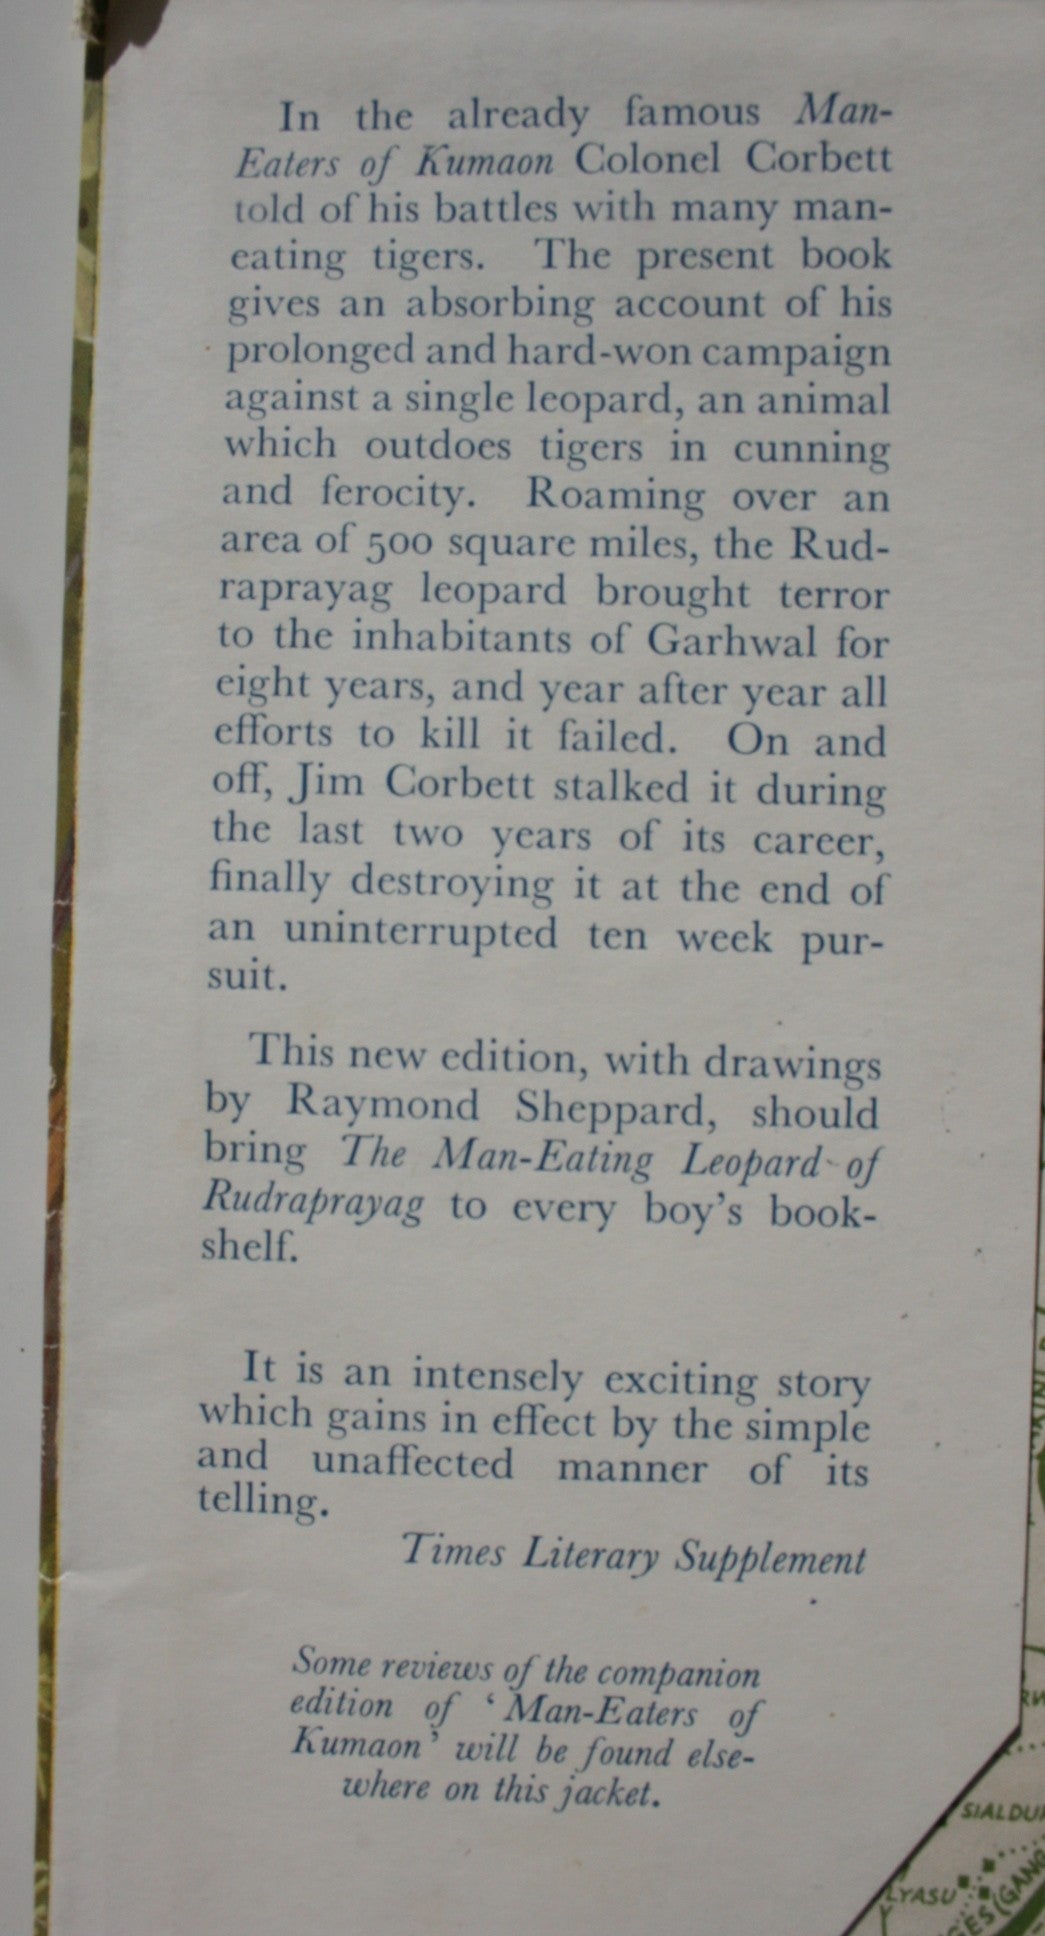 In the already famous Man-
Eaters of Kumaon Colonel Corbett
told of his battles with many man-
eating tigers. The present book
gives an absorbing account of his
prolonged and hard-won campaign
against a single leopard, an animal
which outdoes tigers in cunning
and ferocity. Roaming over an
area of 500 square miles, the Rud-
raprayag leopard brought terror
to the inhabitants of Garhwal for
eight years, and year after year all
efforts to kill it failed. On and
off, Jim Corbett stalked it during
the last two years of its career,
finally destroying it at the end of
an uninterrupted ten week pur-
suit.
This new edition, with drawings
by Raymond Sheppard, should
bring The Man-Eating Leopard of
Rudraprayag to every boy's book-
shelf.
It is an intensely exciting story
which gains in effect by the simple
and unaffected manner of its
telling.
Times Literary Supplement
Some reviews of the companion
edition of ‘Man-Eaters of
Kumaon’ will be found else-
where on this jacket.
SIALDU
LYASU